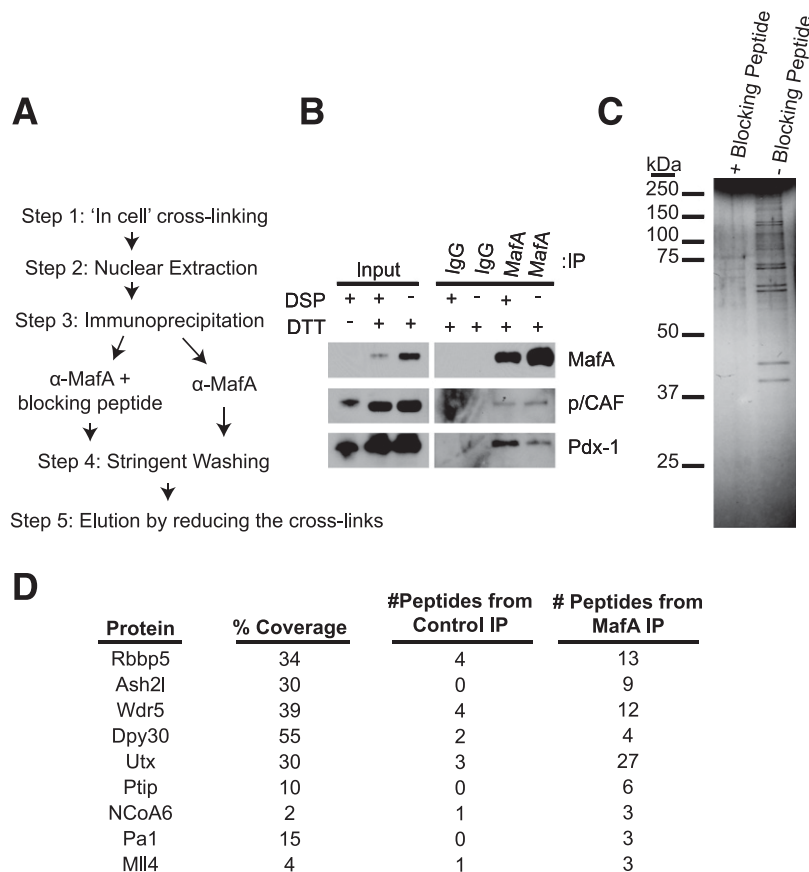 A
Step 1: 'In cell' cross-linking
Step 2: Nuclear Extraction
Step 3: Immunoprecipitation
α-MafA +
blocking peptide
α-MafA
Step 4: Stringent Washing
Step 5: Elution by reducing the cross-links
B
Input
IgG
IgG
MafA
MafA
:IP
DSP + + - + - + -
DTT - + + + + + +
MafA
p/CAF
Pdx-1
C
+ Blocking Peptide
- Blocking Peptide
kDa
250
150
100
75
50
37
25
D
Protein % Coverage #Peptides from Control IP # Peptides from MafA IP
Rbbp5 34 4 13
Ash2l 30 0 9
Wdr5 39 4 12
Dpy30 55 2 4
Utx 30 3 27
Ptip 10 0 6
NCoA6 2 1 3
Pa1 15 0 3
Mll4 4 1 3